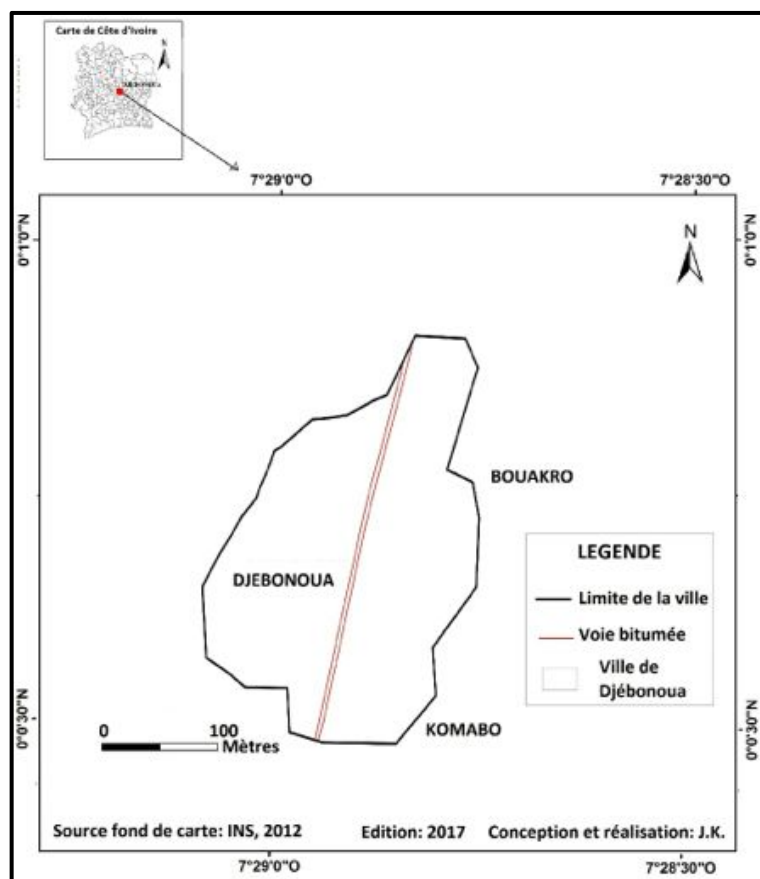 Carte de Côte d'Ivoire
N
7°29'0"O
7°28'30"O
0°1'0"N
0°1'0"N
N
BOUAKRO
DJEBONOUA
LEGENDE
Limite de la ville
Voie bitumée
Ville de
Djébonoua
0°0'30"N
0°0'30"N
0 100
Mètres
KOMABO
Source fond de carte: INS, 2012 Edition: 2017 Conception et réalisation: J.K.
7°29'0"O
7°28'30"O